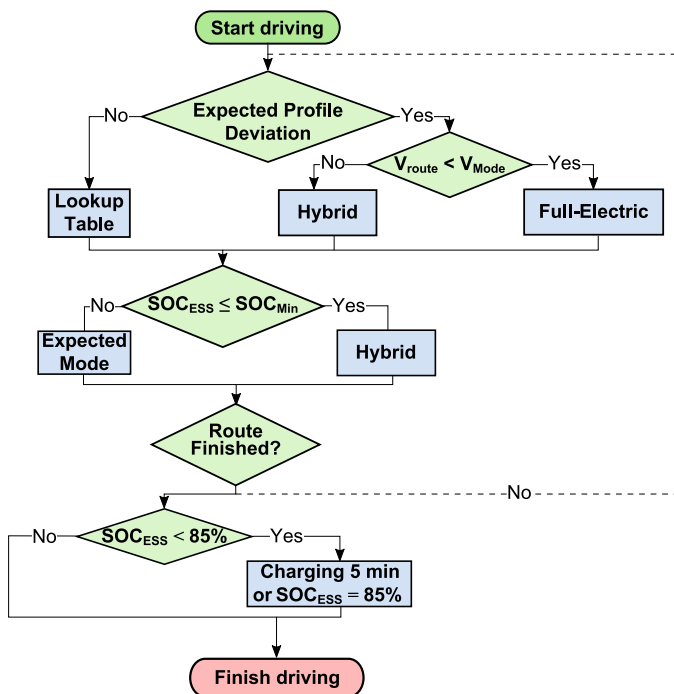 Start driving
Expected Profile
Deviation
No
Yes
V_route < V_Mode
No
Yes
Lookup
Table
Hybrid
Full-Electric
SOC_ESS ≤ SOC_Min
No
Yes
Expected
Mode
Hybrid
Route
Finished?
No
SOC_ESS < 85%
No
Yes
Charging 5 min
or SOC_ESS = 85%
Finish driving